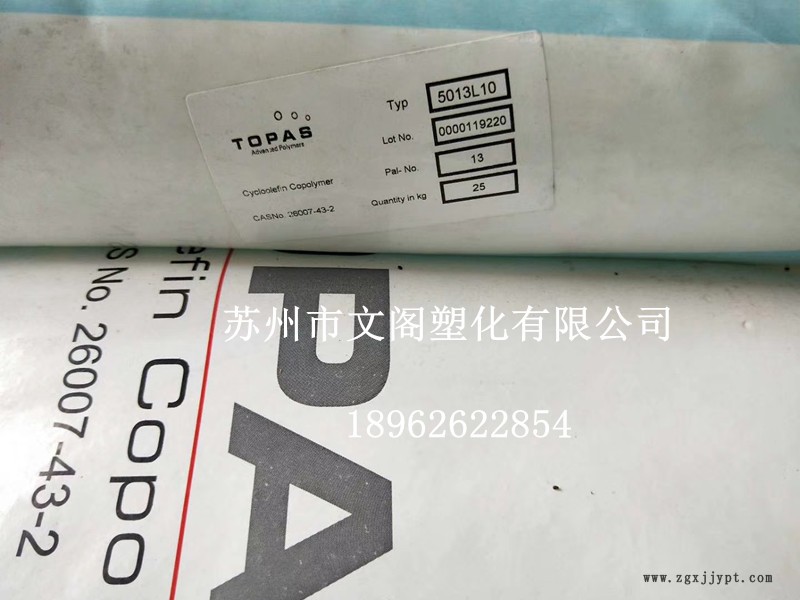 TOPAS
Advanced Polymers
Cycloolefin Copolymer
CASNo. 26007-43-2
Typ 5013L10
Lot No. 0000119220
Pal- No. 13
Quantity in kg 25
efin Copo
S No. 26007-43-2
PA
苏州市文阁塑化有限公司
18962622854
www.zgxjjypt.com